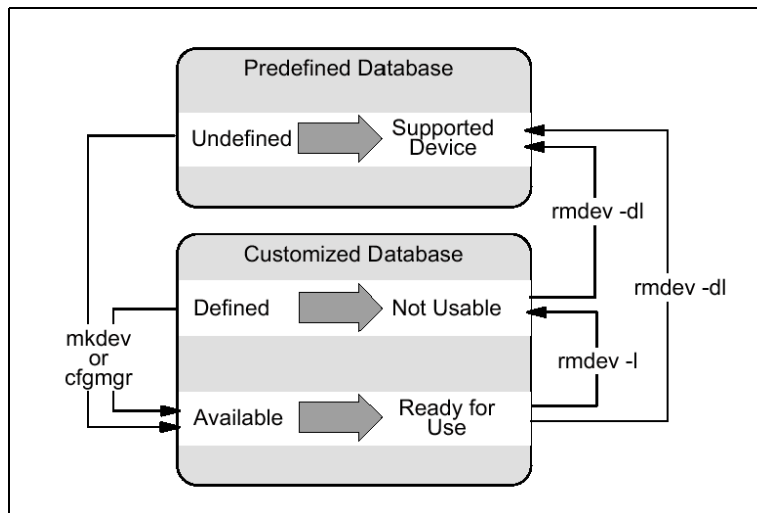 Predefined Database
Undefined
Supported
Device
rmdev -dl
rmdev -dl
Customized Database
Defined
Not Usable
mkdev
or
cfgmgr
rmdev -l
Available
Ready for
Use